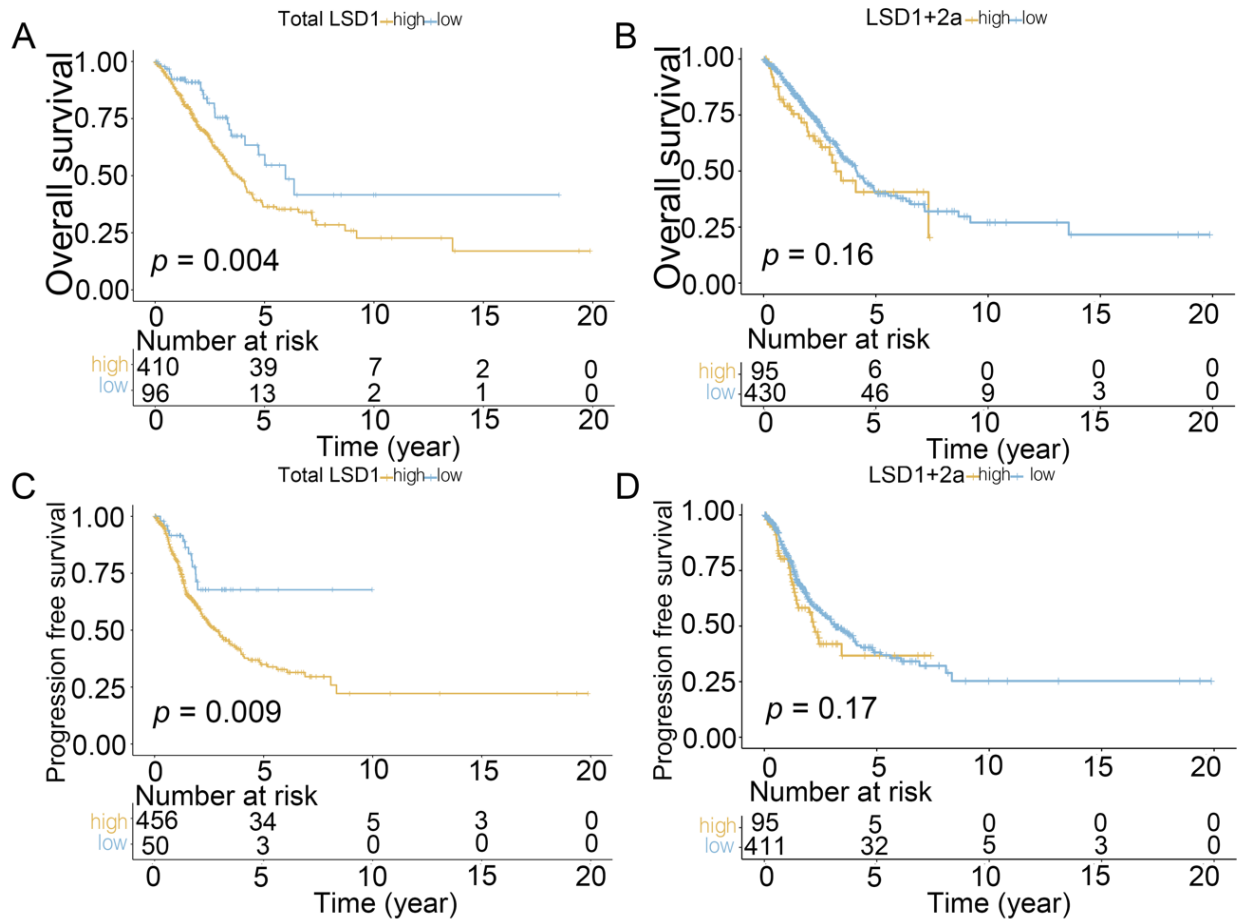 A
Total LSD1 high low
Overall survival
1.00
0.75
0.50
0.25
0.00
p = 0.004
0 5 10 15 20
Number at risk
high 410 39 7 2 0
low 96 13 2 1 0
0 5 10 15 20
Time (year)
B
LSD1+2a high low
Overall survival
1.00
0.75
0.50
0.25
0.00
p = 0.16
0 5 10 15 20
Number at risk
high 95 6 0 0 0
low 430 46 9 3 0
0 5 10 15 20
Time (year)
C
Total LSD1 high low
Progression free survival
1.00
0.75
0.50
0.25
0.00
p = 0.009
0 5 10 15 20
Number at risk
high 456 34 5 3 0
low 50 3 0 0 0
0 5 10 15 20
Time (year)
D
LSD1+2a high low
Progression free survival
1.00
0.75
0.50
0.25
0.00
p = 0.17
0 5 10 15 20
Number at risk
high 95 5 0 0 0
low 411 32 5 3 0
0 5 10 15 20
Time (year)